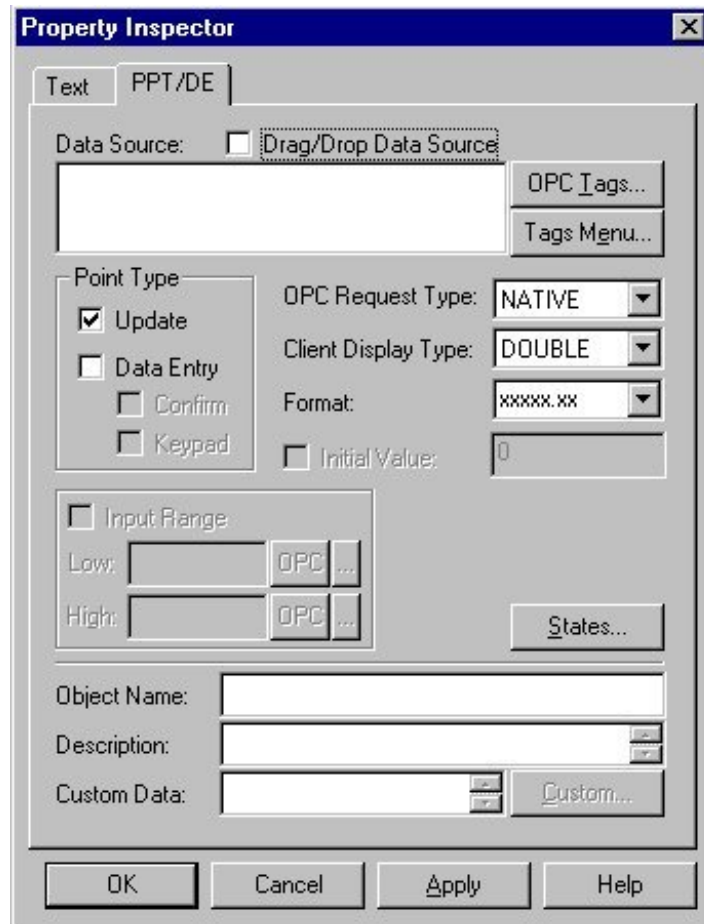 Property Inspector
Text PPT/DE
Data Source: Drag/Drop Data Source
OPC Tags...
Tags Menu...
Point Type
Update
Data Entry
Confirm
Keypad
OPC Request Type: NATIVE
Client Display Type: DOUBLE
Format: xxxxx.xx
Initial Value: 0
Input Range
Low: OPC ...
High: OPC ...
States...
Object Name:
Description:
Custom Data: Custom...
OK Cancel Apply Help